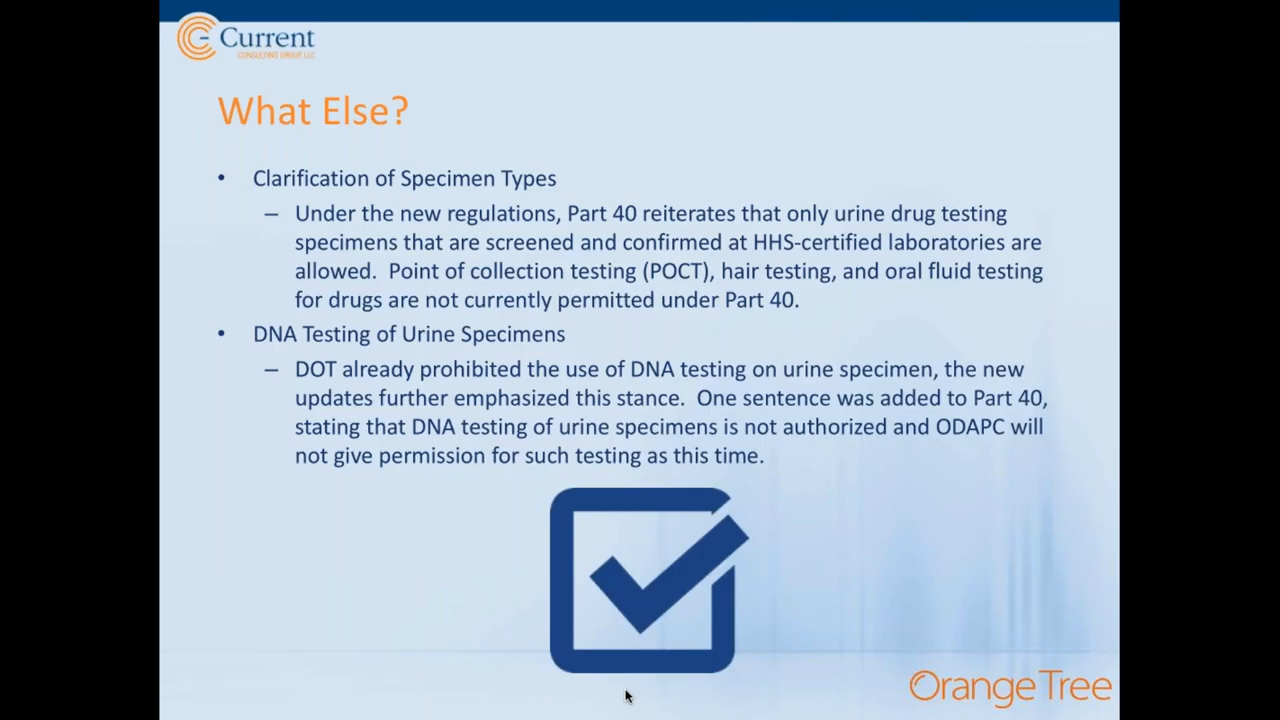 Current
CONSULTING GROUP, LLC
What Else?
• Clarification of Specimen Types
– Under the new regulations, Part 40 reiterates that only urine drug testing
specimens that are screened and confirmed at HHS-certified laboratories are
allowed. Point of collection testing (POCT), hair testing, and oral fluid testing
for drugs are not currently permitted under Part 40.
• DNA Testing of Urine Specimens
– DOT already prohibited the use of DNA testing on urine specimen, the new
updates further emphasized this stance. One sentence was added to Part 40,
stating that DNA testing of urine specimens is not authorized and ODAPC will
not give permission for such testing as this time.
OrangeTree